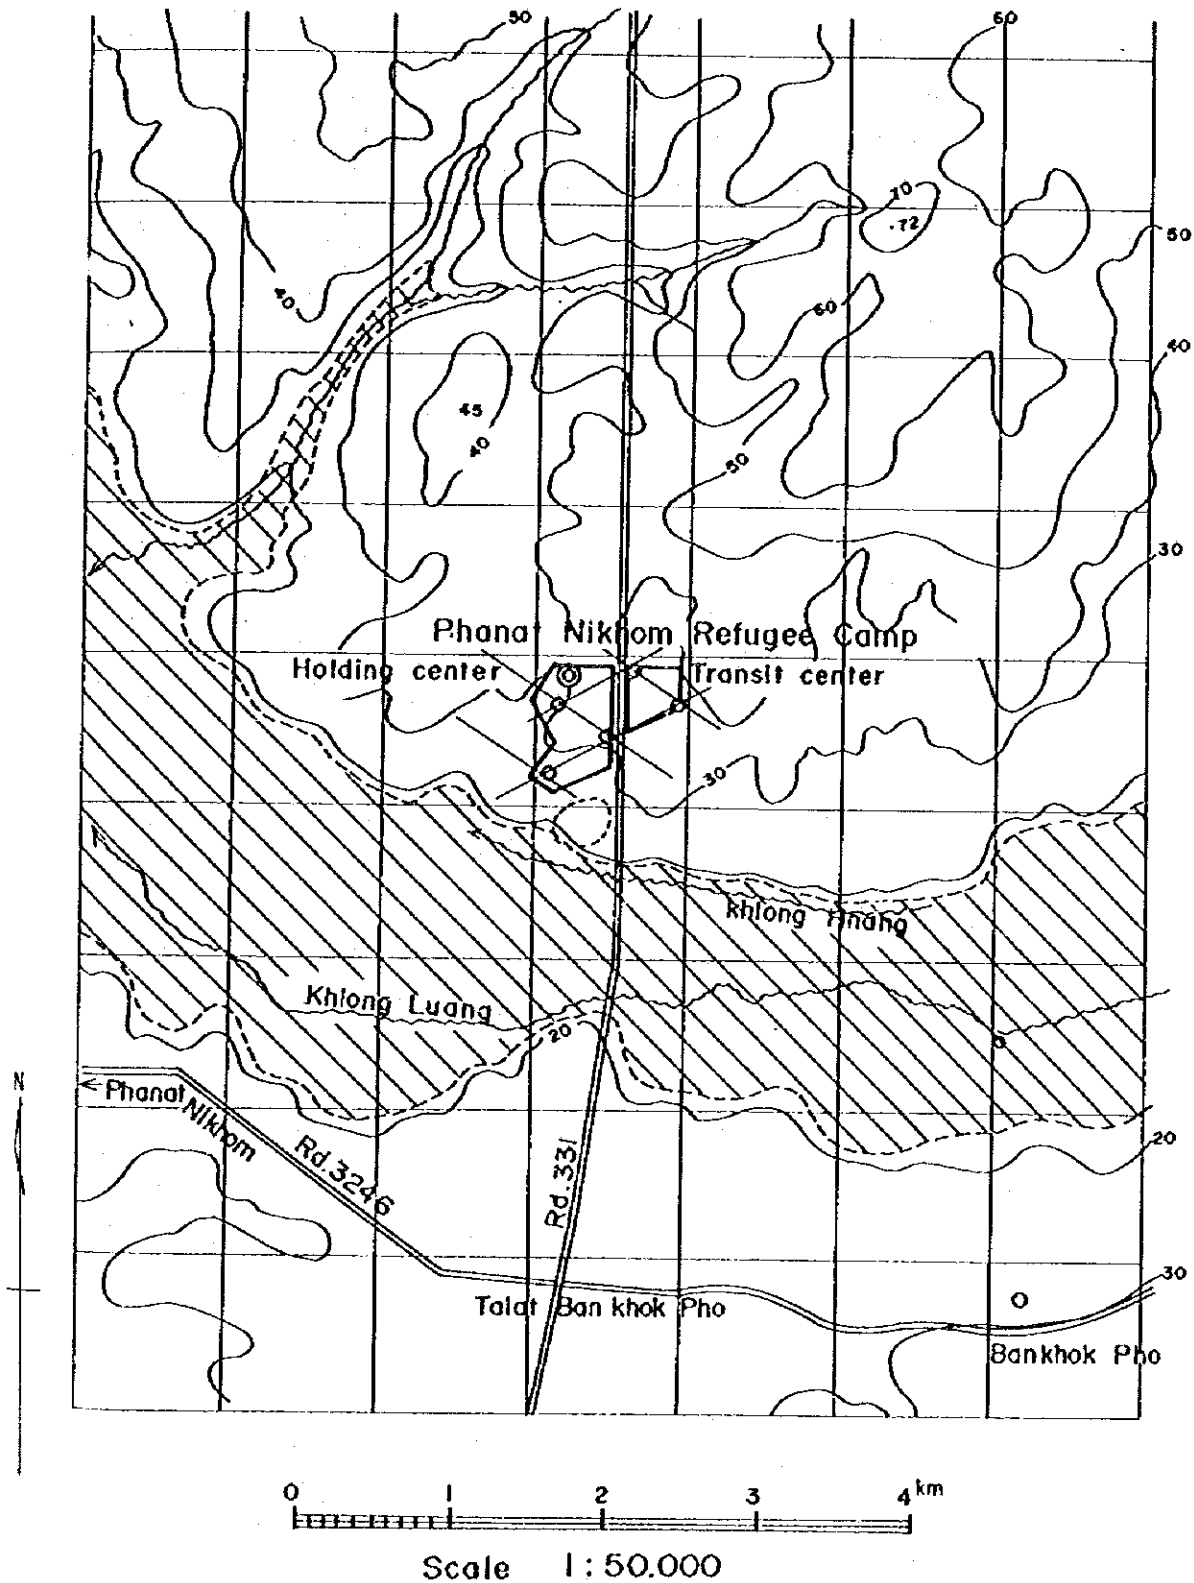 50
60
70
.72
50
40
60
40
45
40
50
30
Phanat Nikhom Refugee Camp
Holding center
Transit center
30
Khlong Luang
20
N
Phanat
Nikhom
Rd.3246
Rd.331
20
30
Talat Ban khok Pho
Bankhok Pho
0 1 2 3 4 km
Scale 1:50.000